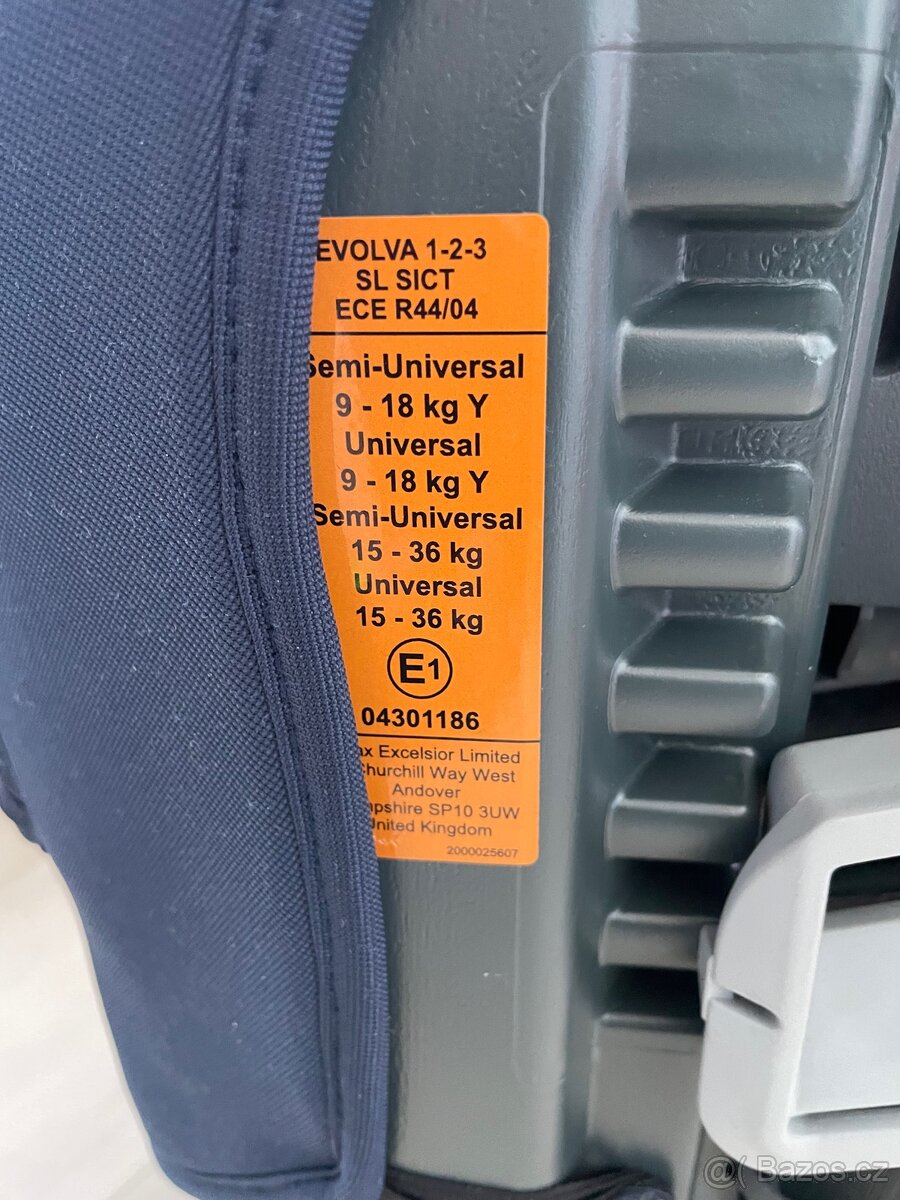 EVOLVA 1-2-3
SL SICT
ECE R44/04
Semi-Universal
9 - 18 kg Y
Universal
9 - 18 kg Y
Semi-Universal
15 - 36 kg
Universal
15 - 36 kg
E1
04301186
ax Excelsior Limited
Churchill Way West
Andover
mpshire SP10 3UW
United Kingdom
2000025607
@( Bazos.cz